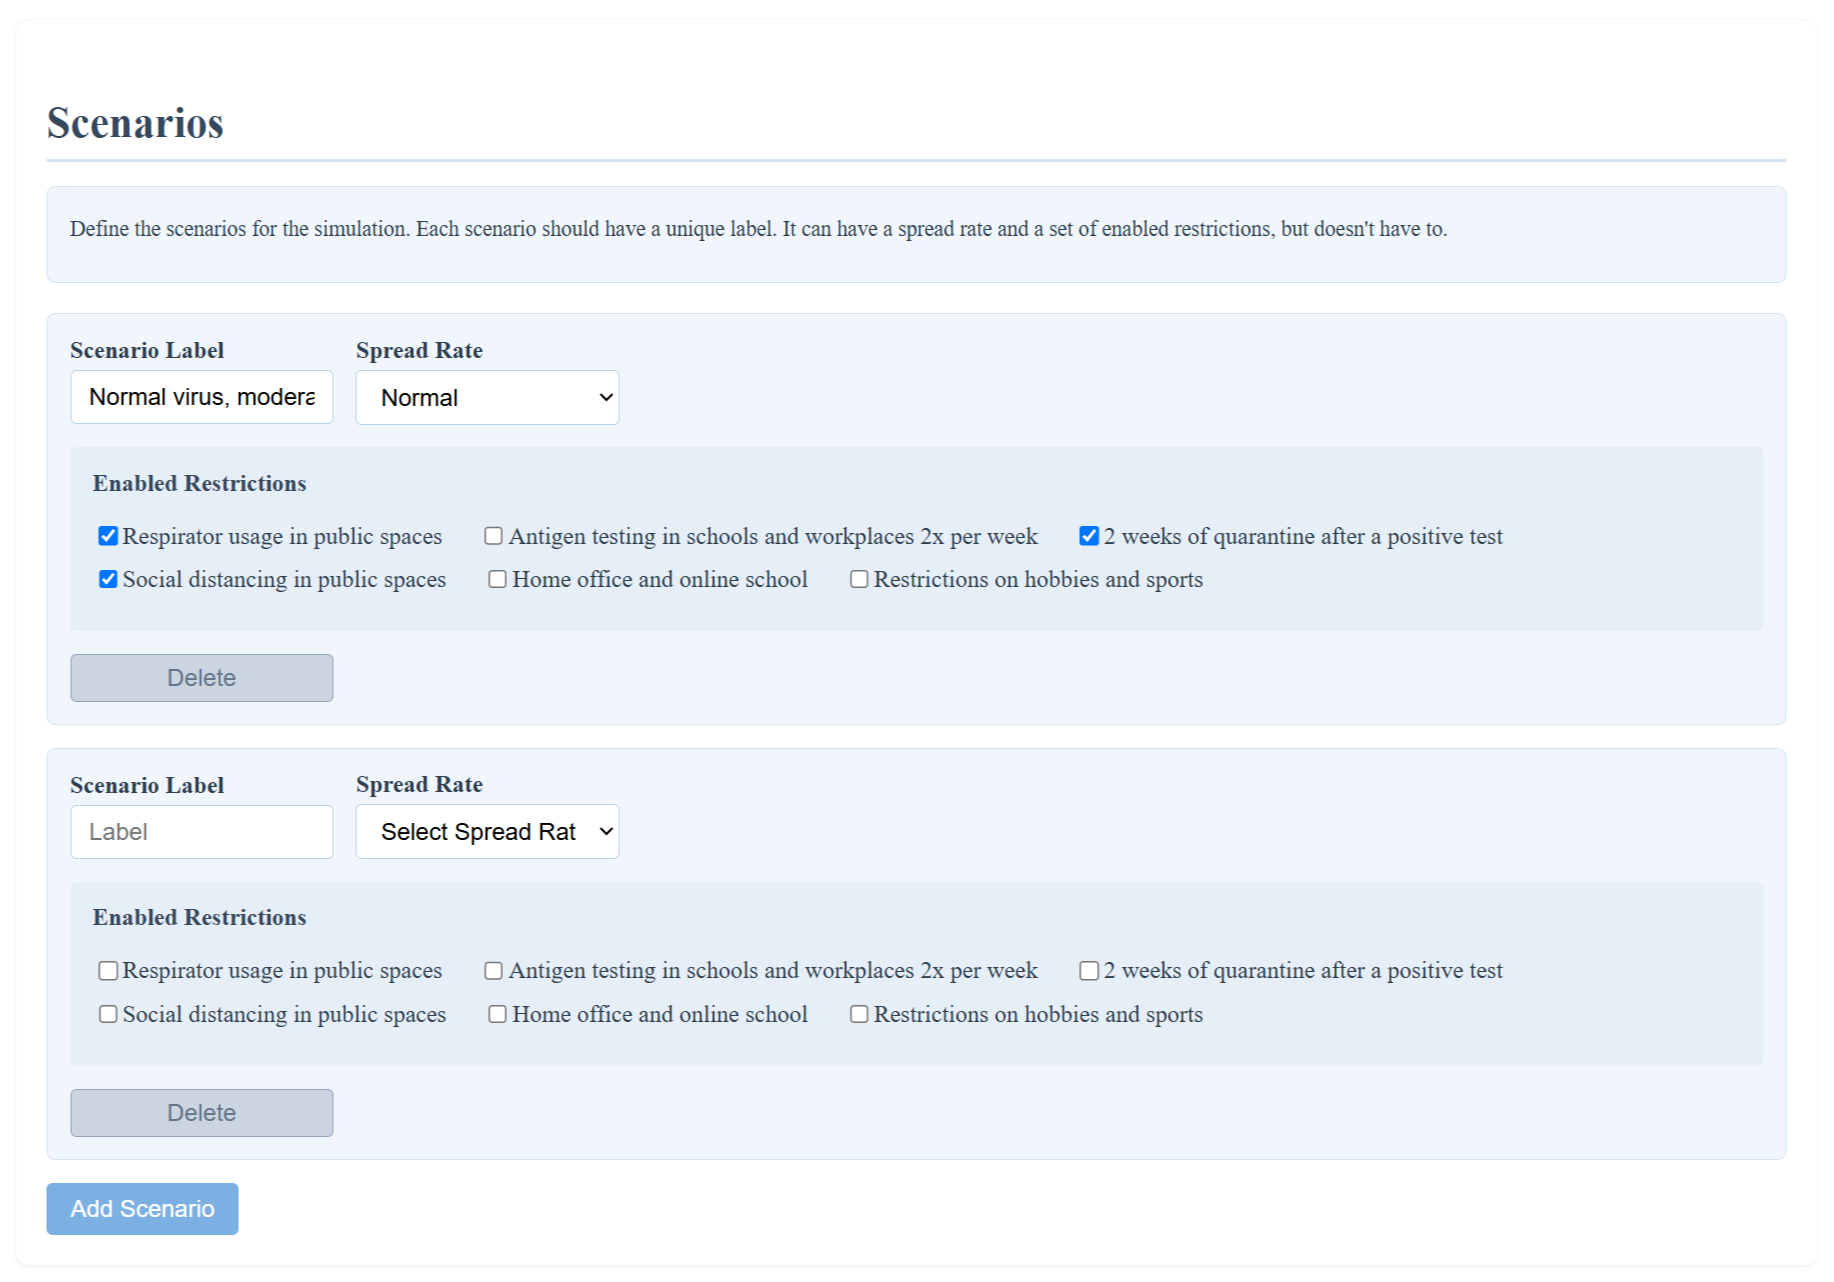 Scenarios
Define the scenarios for the simulation. Each scenario should have a unique label. It can have a spread rate and a set of enabled restrictions, but doesn't have to.
Scenario Label Spread Rate
Normal virus, modera Normal
Enabled Restrictions
Respirator usage in public spaces Antigen testing in schools and workplaces 2x per week 2 weeks of quarantine after a positive test
Social distancing in public spaces Home office and online school Restrictions on hobbies and sports
Delete
Scenario Label Spread Rate
Label Select Spread Rat
Enabled Restrictions
Respirator usage in public spaces Antigen testing in schools and workplaces 2x per week 2 weeks of quarantine after a positive test
Social distancing in public spaces Home office and online school Restrictions on hobbies and sports
Delete
Add Scenario